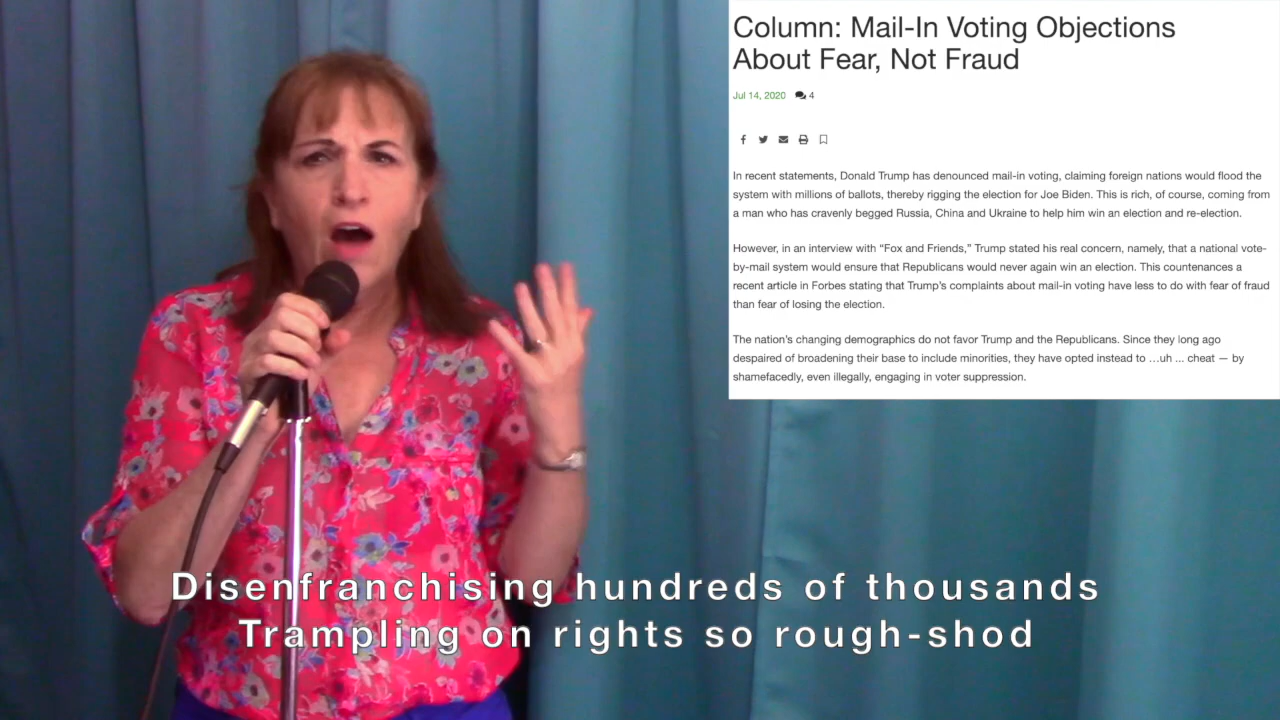 Column: Mail-In Voting Objections
About Fear, Not Fraud
Jul 14, 2020 4
In recent statements, Donald Trump has denounced mail-in voting, claiming foreign nations would flood the
system with millions of ballots, thereby rigging the election for Joe Biden. This is rich, of course, coming from
a man who has cravenly begged Russia, China and Ukraine to help him win an election and re-election.
However, in an interview with “Fox and Friends,” Trump stated his real concern, namely, that a national vote-
by-mail system would ensure that Republicans would never again win an election. This countenances a
recent article in Forbes stating that Trump’s complaints about mail-in voting have less to do with fear of fraud
than fear of losing the election.
The nation’s changing demographics do not favor Trump and the Republicans. Since they long ago
despaired of broadening their base to include minorities, they have opted instead to …uh ... cheat — by
shamefacedly, even illegally, engaging in voter suppression.
Disenfranchising hundreds of thousands
Trampling on rights so rough-shod